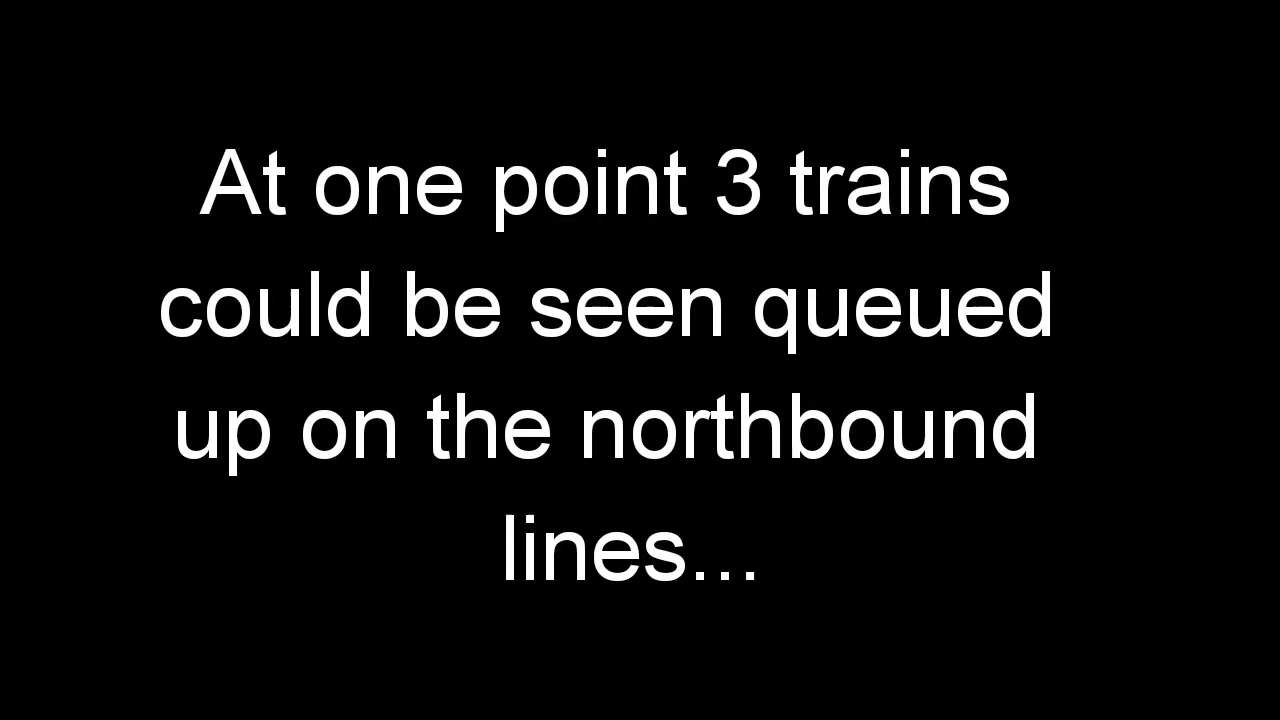 At one point 3 trains
could be seen queued
up on the northbound
lines...